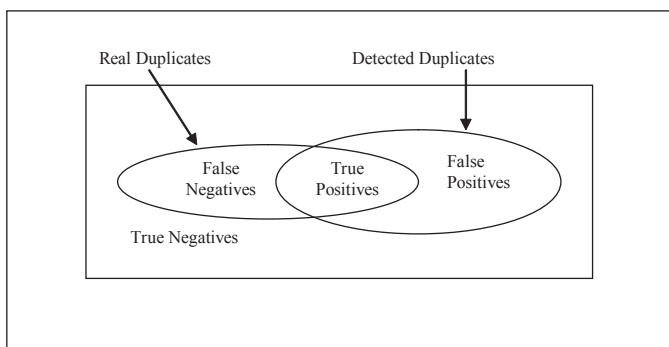 Real Duplicates
Detected Duplicates
False
Negatives
True
Positives
False
Positives
True Negatives